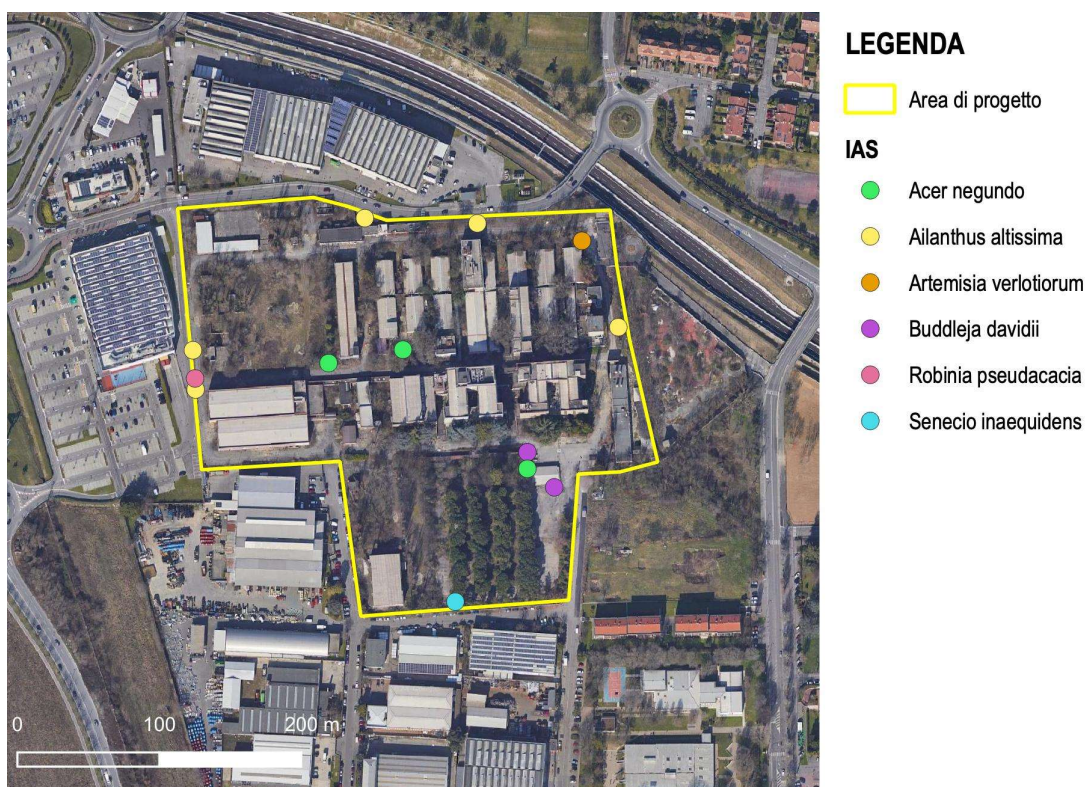 LEGENDA
Area di progetto
IAS
Acer negundo
Ailanthus altissima
Artemisia verlotiorum
Buddleja davidii
Robinia pseudacacia
Senecio inaequidens
0 100 200 m